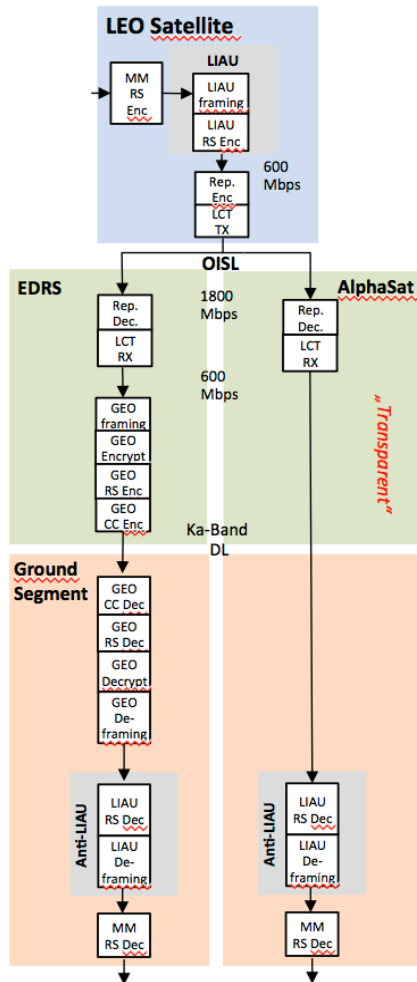 LEO Satellite
LIAU
MM
RS
Enc
LIAU
framing
LIAU
RS Enc
600
Mbps
Rep.
Enc
LCT
TX
OISL
EDRS
1800
Mbps
AlphaSat
Rep.
Dec.
LCT
RX
Rep.
Dec.
LCT
RX
600
Mbps
„Transparent“
GEO
framing
GEO
Encrypt
GEO
RS Enc
GEO
CC Enc
Ka-Band
DL
Ground
Segment
GEO
CC Dec
GEO
RS Dec
GEO
Decrypt
GEO
De-
framing
Anti-LIAU
LIAU
RS Dec
LIAU
De-
framing
Anti-LIAU
LIAU
RS Dec
LIAU
De-
framing
MM
RS Dec
MM
RS Dec